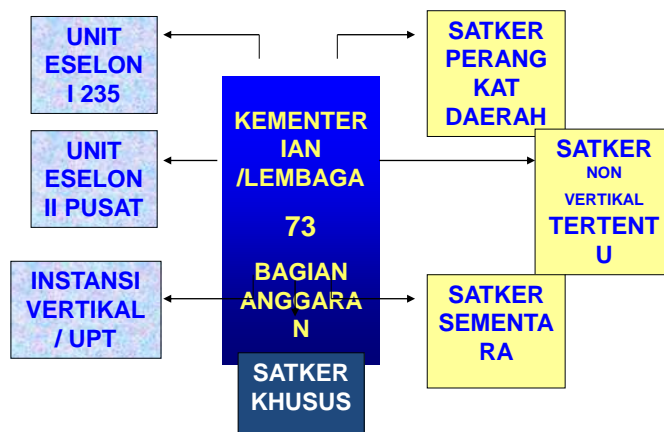 UNIT
ESELON
I 235
UNIT
ESELON
II PUSAT
INSTANSI
VERTIKAL
/ UPT
KEMENTER
IAN
/LEMBAGA
73
BAGIAN
ANGGARA
N
SATKER
KHUSUS
SATKER
PERANG
KAT
DAERAH
SATKER
NON
VERTIKAL
TERTENT
U
SATKER
SEMENTA
RA